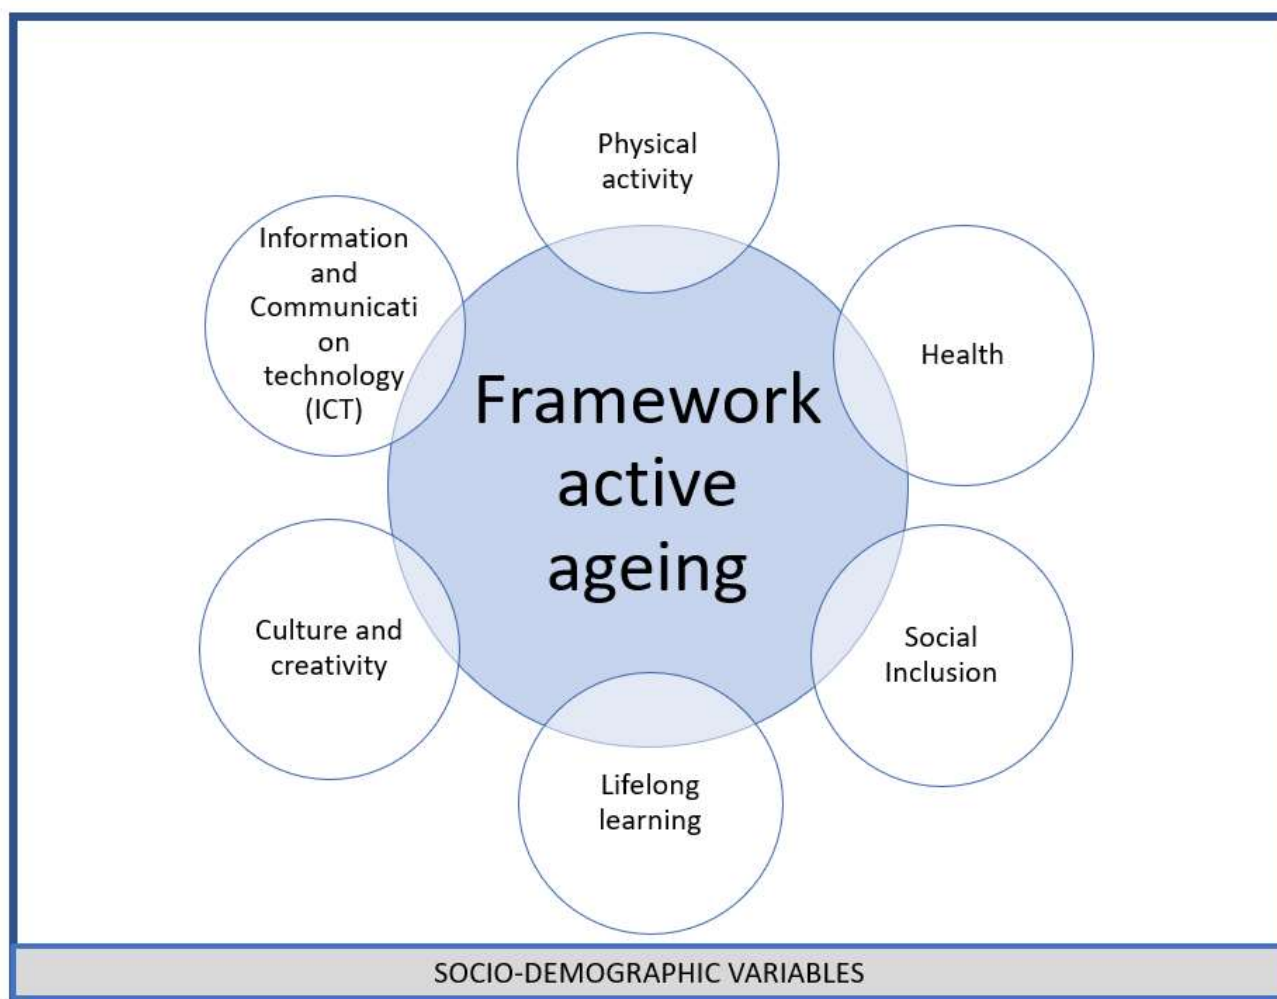 Physical
activity
Information
and
Communicati
on
technology
(ICT)
Health
Framework
active
ageing
Culture and
creativity
Social
Inclusion
Lifelong
learning
SOCIO-DEMOGRAPHIC VARIABLES